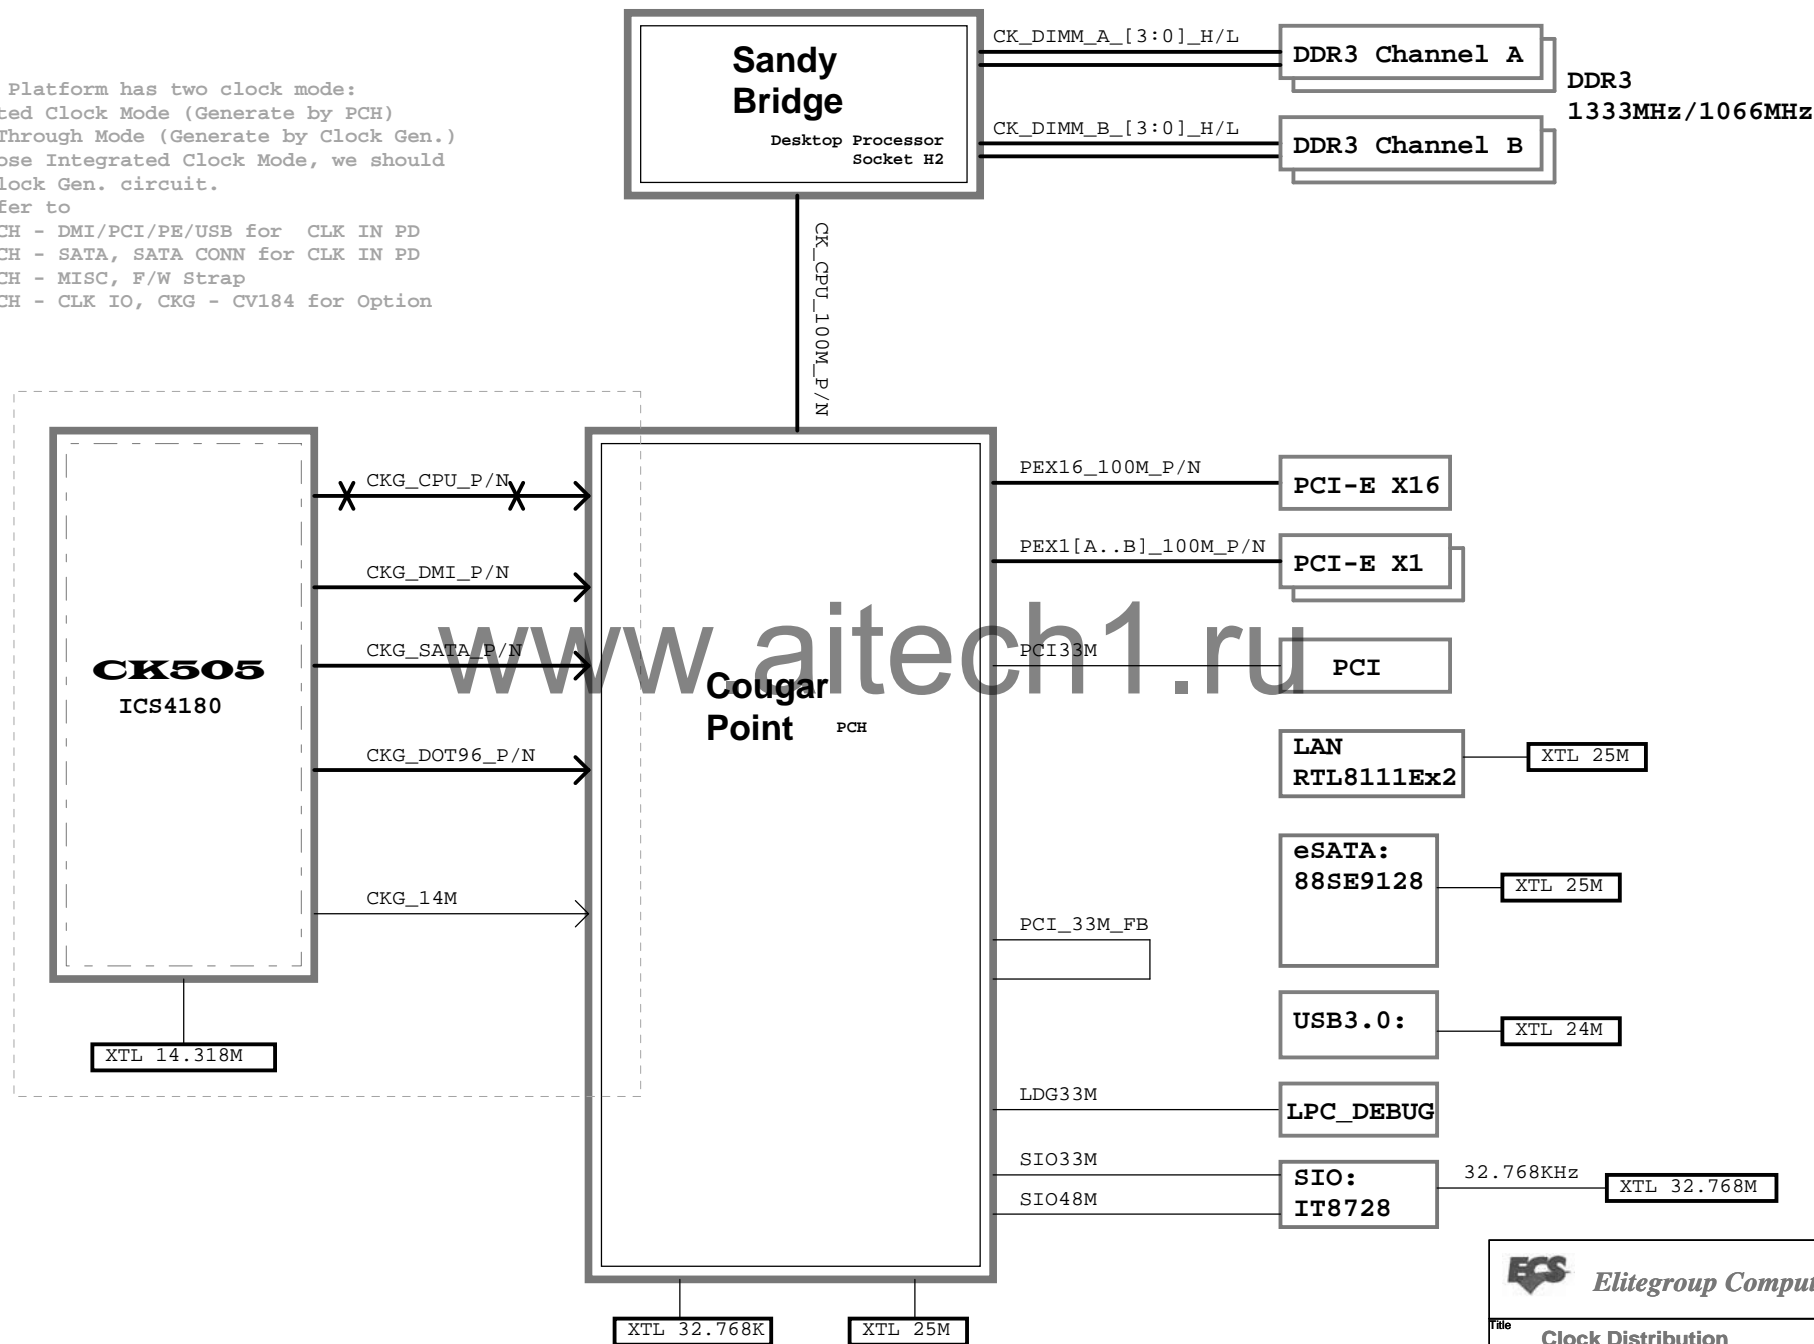 Platform has two clock mode:
ted Clock Mode (Generate by PCH)
Through Mode (Generate by Clock Gen.)
ose Integrated Clock Mode, we should
lock Gen. circuit.
fer to
CH - DMI/PCI/PE/USB for CLK IN PD
CH - SATA, SATA CONN for CLK IN PD
CH - MISC, F/W Strap
CH - CLK IO, CKG - CV184 for Option
Sandy
Bridge
Desktop Processor
Socket H2
CK_DIMM_A_[3:0]_H/L
DDR3 Channel A
CK_DIMM_B_[3:0]_H/L
DDR3 Channel B
DDR3
1333MHz/1066MHz
CK_CPU_100M_P/N
CK505
ICS4180
CKG_CPU_P/N
CKG_DMI_P/N
CKG_SATA_P/N
CKG_DOT96_P/N
CKG_14M
XTL 14.318M
www.aitech1.ru
Cougar
Point
PCH
PEX16_100M_P/N
PCI-E X16
PEX1[A..B]_100M_P/N
PCI-E X1
PCI33M
PCI
LAN
RTL8111Ex2
XTL 25M
eSATA:
88SE9128
XTL 25M
PCI_33M_FB
USB3.0:
XTL 24M
LDG33M
LPC_DEBUG
SIO33M
SIO48M
SIO:
IT8728
32.768KHz
XTL 32.768M
XTL 32.768K
XTL 25M
ECS
Elitegroup Comput
Title
Clock Distribution